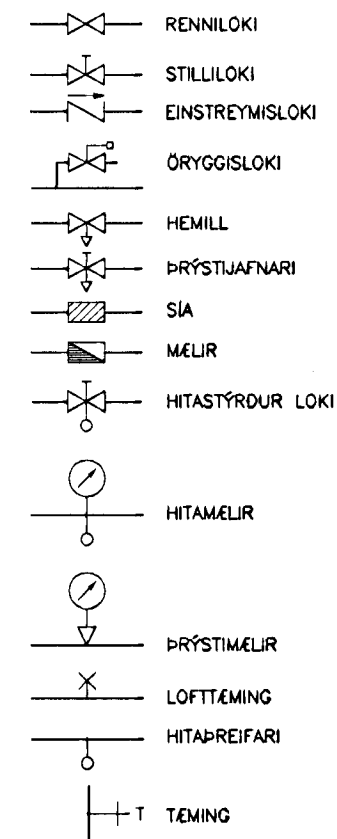 RENNILOKI
STILLILOKI
EINSTREYMISLOKI
ÖRYGGISLOKI
HEMILL
ÞRÝSTIJAFNARI
SÍA
MÆLIR
HITASTÝRÐUR LOKI
HITAMÆLIR
ÞRÝSTIMÆLIR
LOFTTÆMING
HITAÞREIFARI
T TÆMING